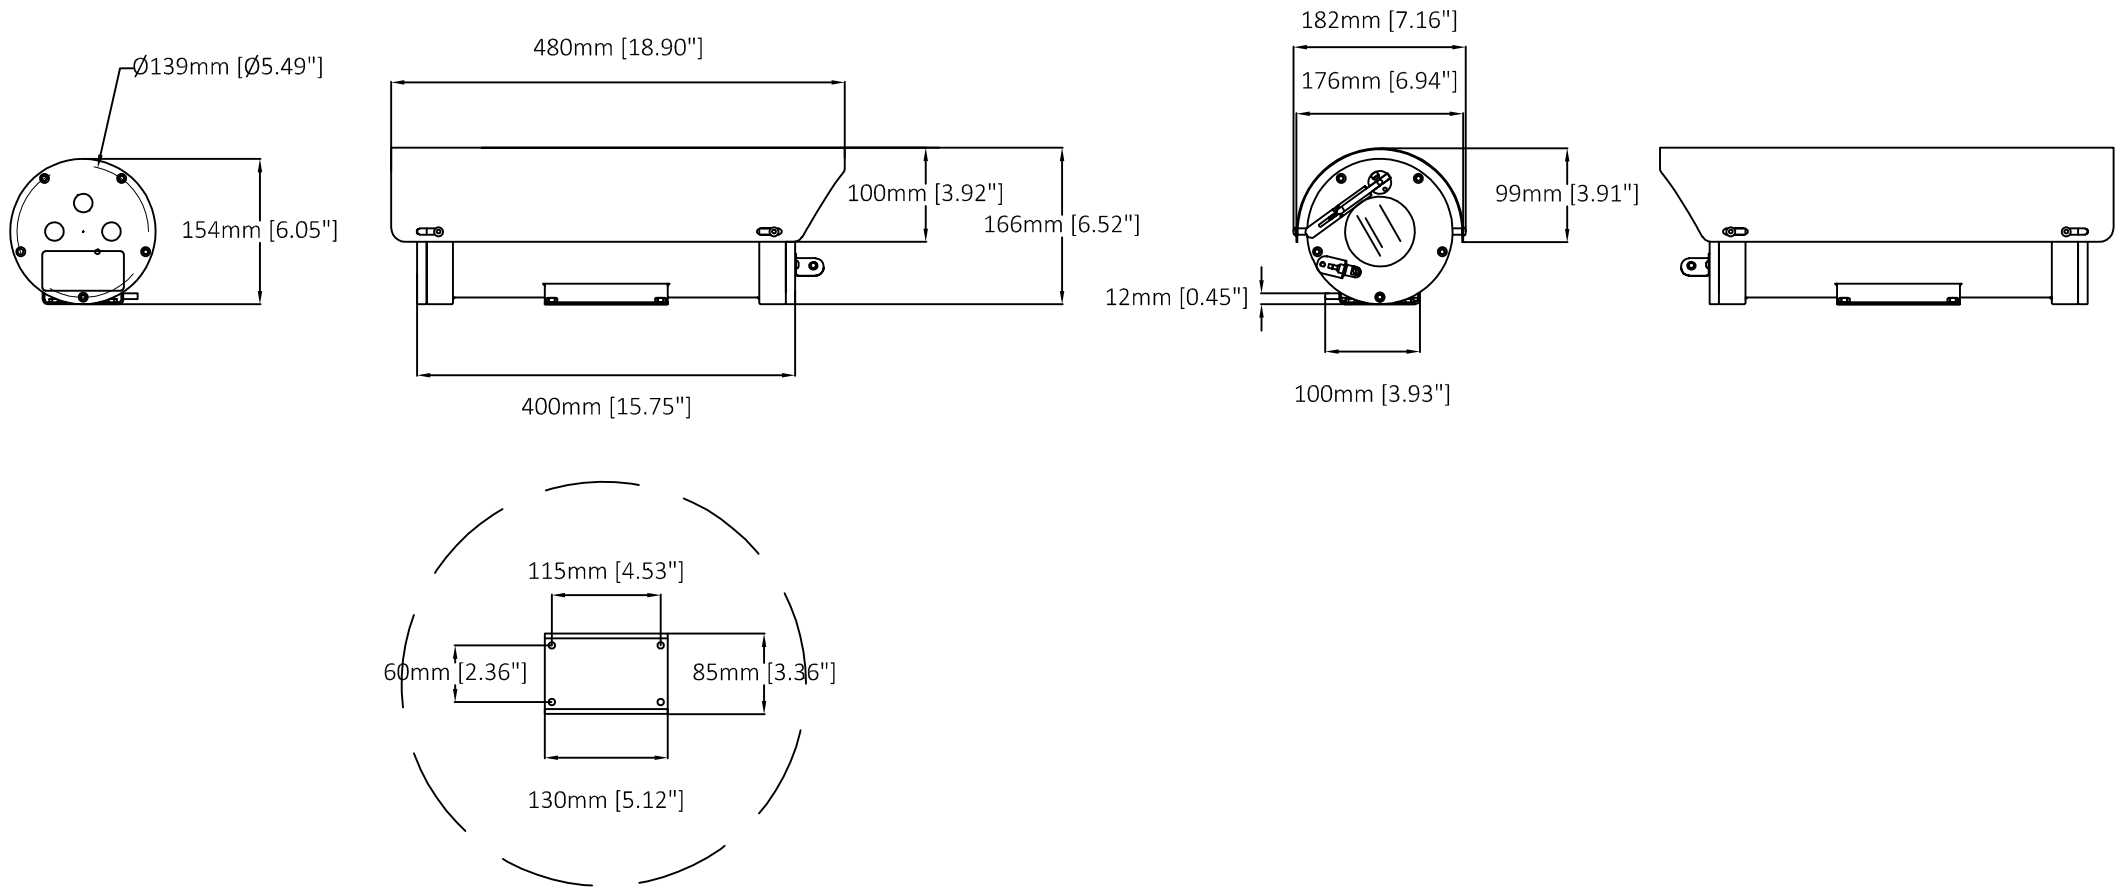 Ø139mm [Ø5.49"]
154mm [6.05"]
480mm [18.90"]
100mm [3.92"]
166mm [6.52"]
400mm [15.75"]
182mm [7.16"]
176mm [6.94"]
99mm [3.91"]
12mm [0.45"]
100mm [3.93"]
115mm [4.53"]
60mm [2.36"]
85mm [3.36"]
130mm [5.12"]